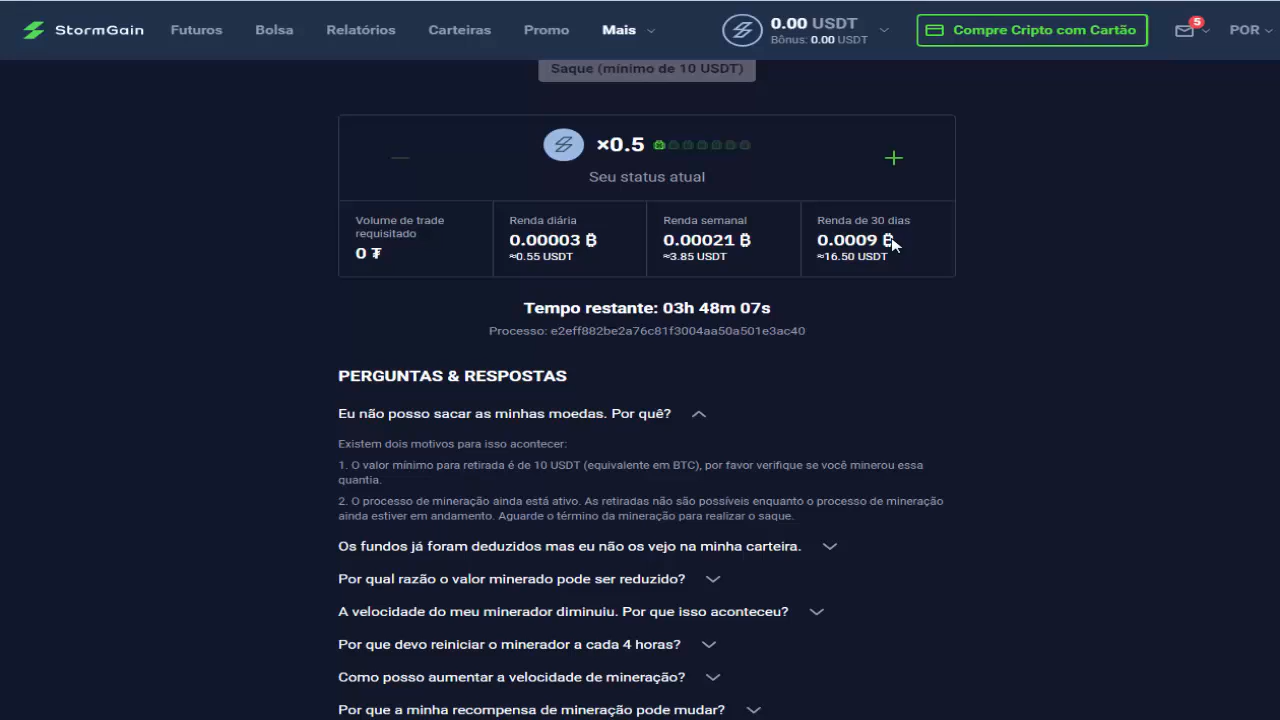 StormGain Futuros Bolsa Relatórios Carteiras Promo Mais 0.00 USDT Compre Cripto com Cartão 5 POR
Bônus: 0.00 USDT
Saque (mínimo de 10 USDT)
×0.5
Seu status atual
Volume de trade requisitado
0 ₮
Renda diária
0.00003 ₿
≈0.55 USDT
Renda semanal
0.00021 ₿
≈3.85 USDT
Renda de 30 dias
0.0009 ₿
≈16.50 USDT
Tempo restante: 03h 48m 07s
Processo: e2eff882be2a76c81f3004aa50a501e3ac40
PERGUNTAS & RESPOSTAS
Eu não posso sacar as minhas moedas. Por quê?
Existem dois motivos para isso acontecer:
1. O valor mínimo para retirada é de 10 USDT (equivalente em BTC), por favor verifique se você minerou essa
quantia.
2. O processo de mineração ainda está ativo. As retiradas não são possíveis enquanto o processo de mineração
ainda estiver em andamento. Aguarde o término da mineração para realizar o saque.
Os fundos já foram deduzidos mas eu não os vejo na minha carteira.
Por qual razão o valor minerado pode ser reduzido?
A velocidade do meu minerador diminuiu. Por que isso aconteceu?
Por que devo reiniciar o minerador a cada 4 horas?
Como posso aumentar a velocidade de mineração?
Por que a minha recompensa de mineração pode mudar?